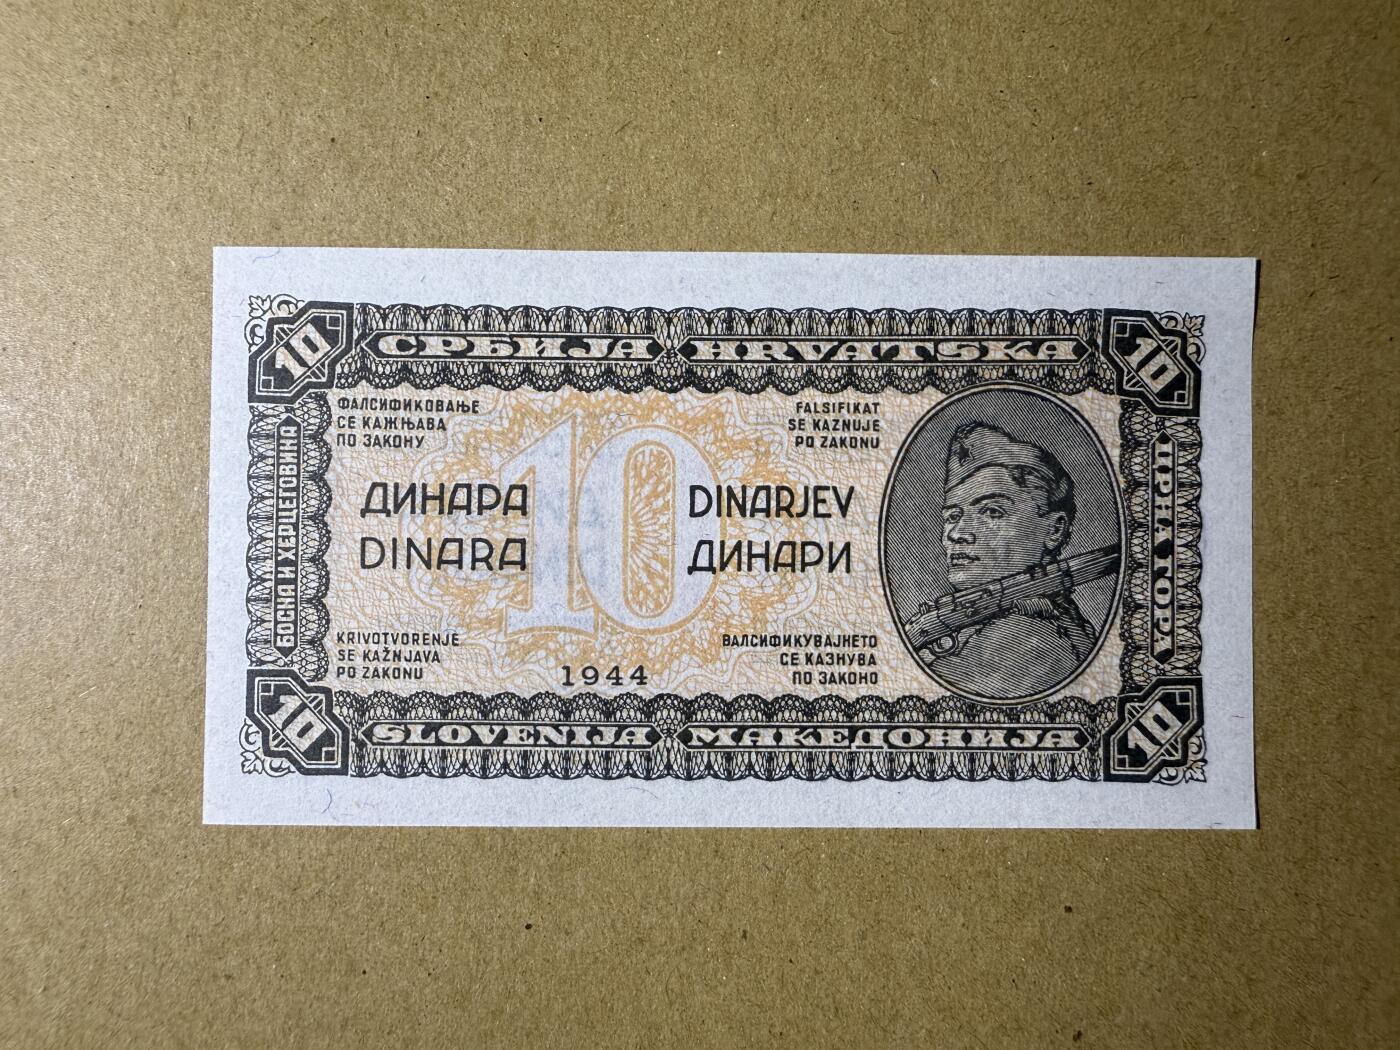 10
СРБИЈА HRVATSKA
10
ФАЛСИФИКОВАЊЕ
СЕ КАЖЊАВА
ПО ЗАКОНУ
FALSIFIKAT
SE KAZNUJE
PO ZAKONU
БОСНА И ХЕРЦЕГОВИНА
10
ДИНАРА
DINARA
DINARJEV
ДИНАРИ
ЦРНА ГОРА
KRIVOTVORENJE
SE KAŽNJAVA
PO ZAKONU
1944
ВАЛСИФИКУВАЈНЕТО
СЕ КАЗНУВА
ПО ЗАКОНО
10
SLOVENIJA МАКЕДОНИЈА
10